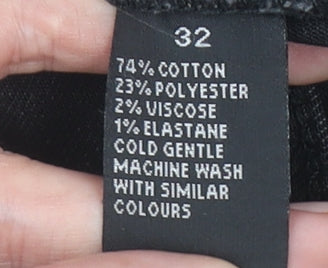 32
74% COTTON
23% POLYESTER
2% VISCOSE
1% ELASTANE
COLD GENTLE
MACHINE WASH
WITH SIMILAR
COLOURS